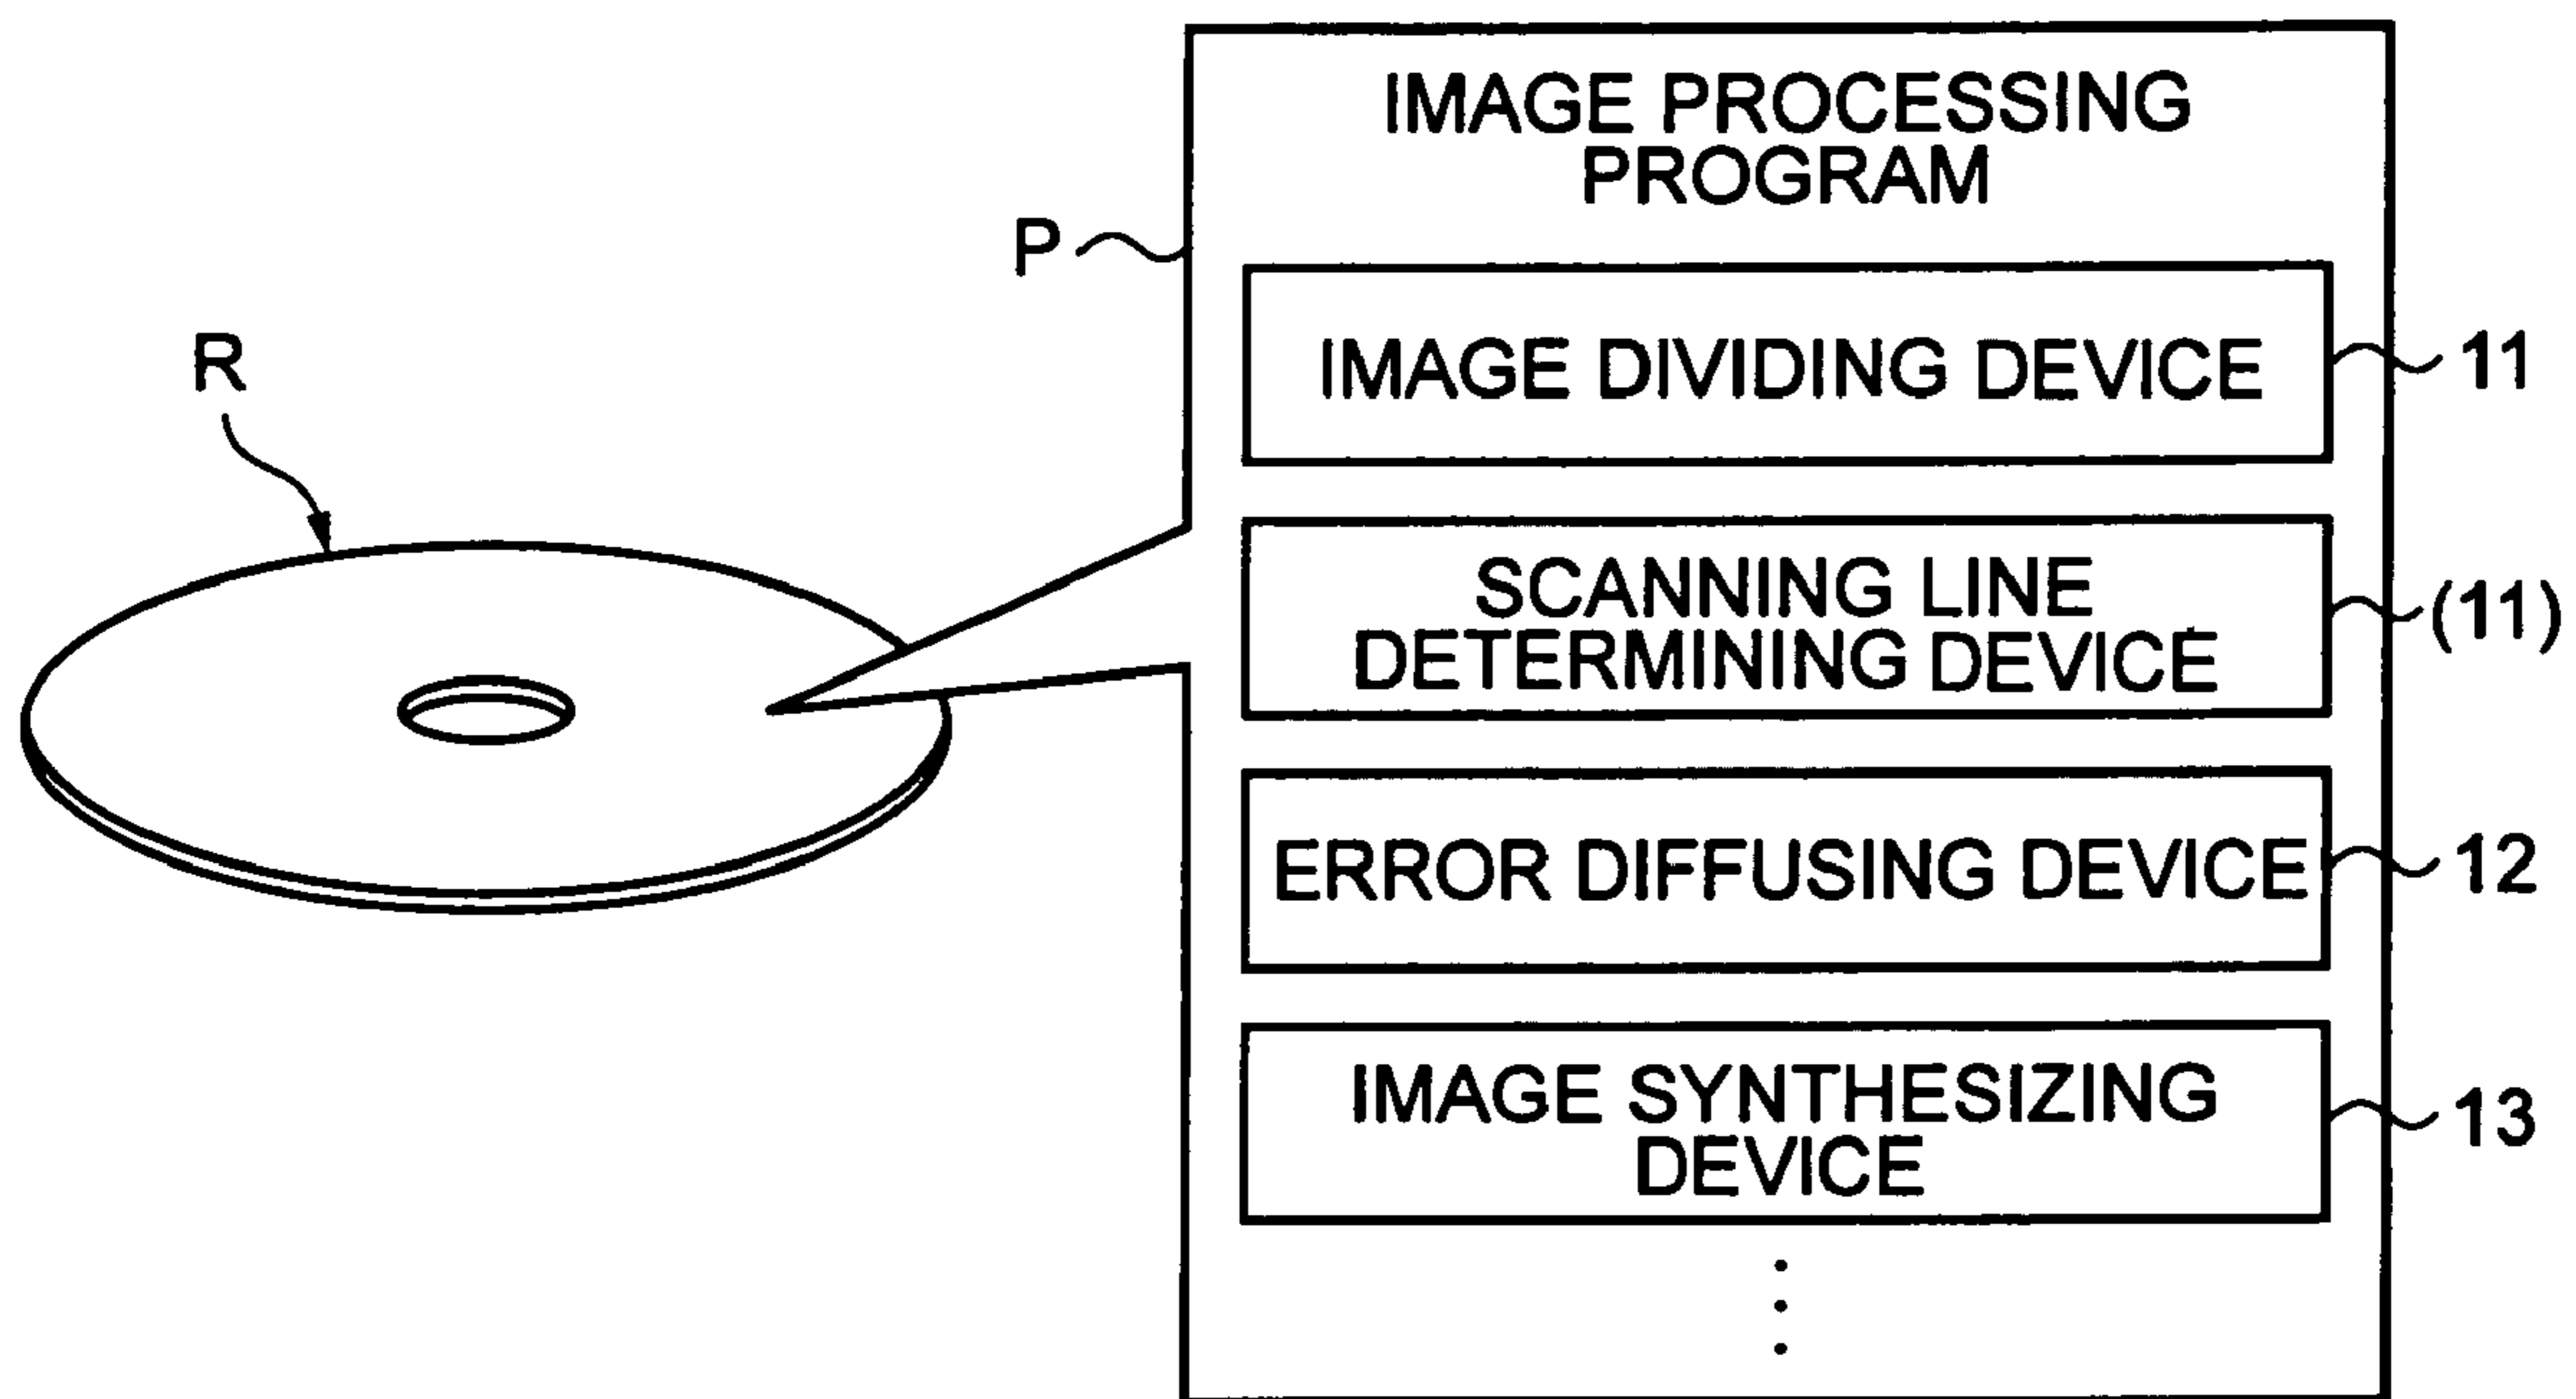 IMAGE PROCESSING
PROGRAM
P
R
IMAGE DIVIDING DEVICE
11
SCANNING LINE
DETERMINING DEVICE
(11)
ERROR DIFFUSING DEVICE
12
IMAGE SYNTHESIZING
DEVICE
13